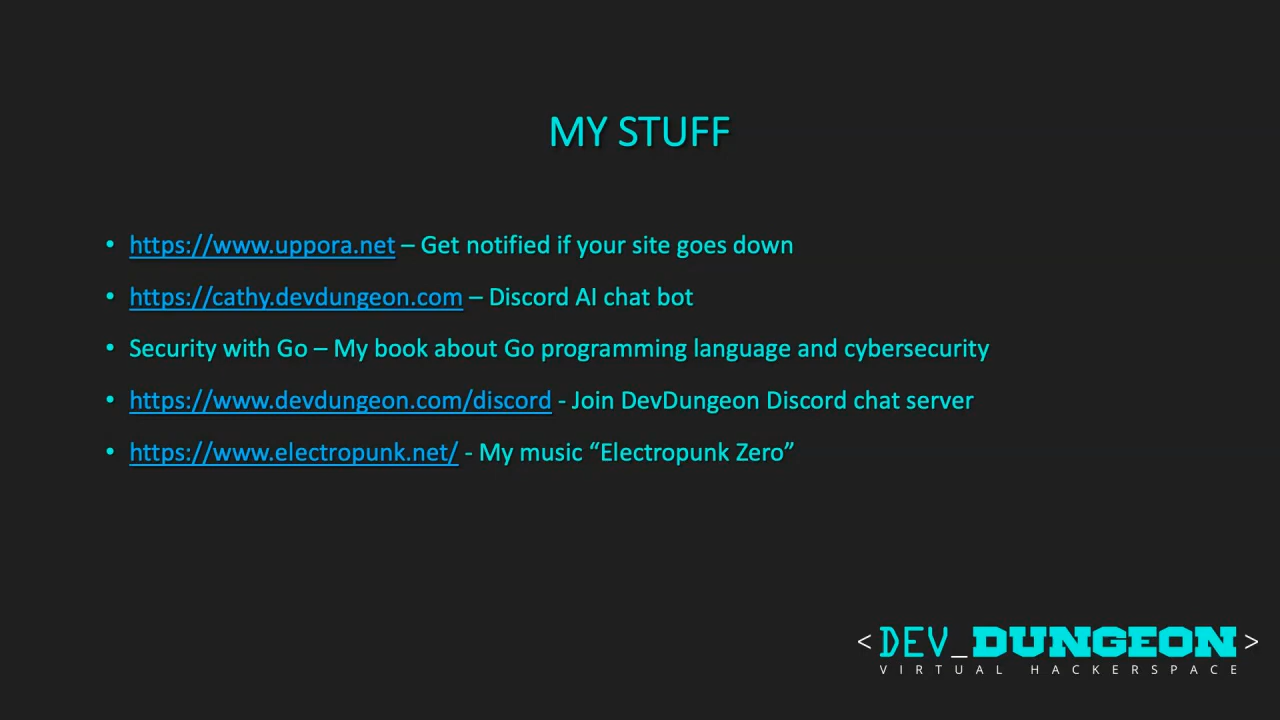 MY STUFF
• https://www.uppora.net – Get notified if your site goes down
• https://cathy.devdungeon.com – Discord AI chat bot
• Security with Go – My book about Go programming language and cybersecurity
• https://www.devdungeon.com/discord - Join DevDungeon Discord chat server
• https://www.electropunk.net/ - My music “Electropunk Zero”
<DEV_DUNGEON>
VIRTUAL HACKERSPACE